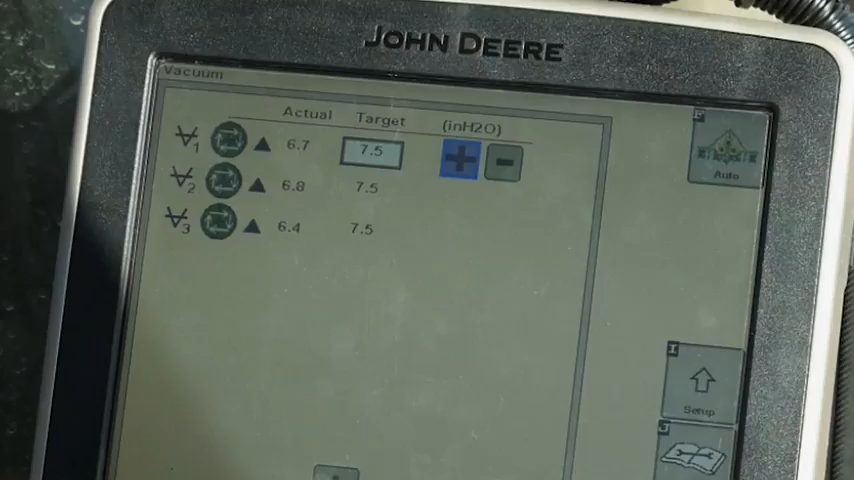 JOHN DEERE
Vacuum
Actual Target (inH2O)
1 6.7 7.5 + -
2 6.8 7.5
3 6.4 7.5
F
Auto
I
Setup
J